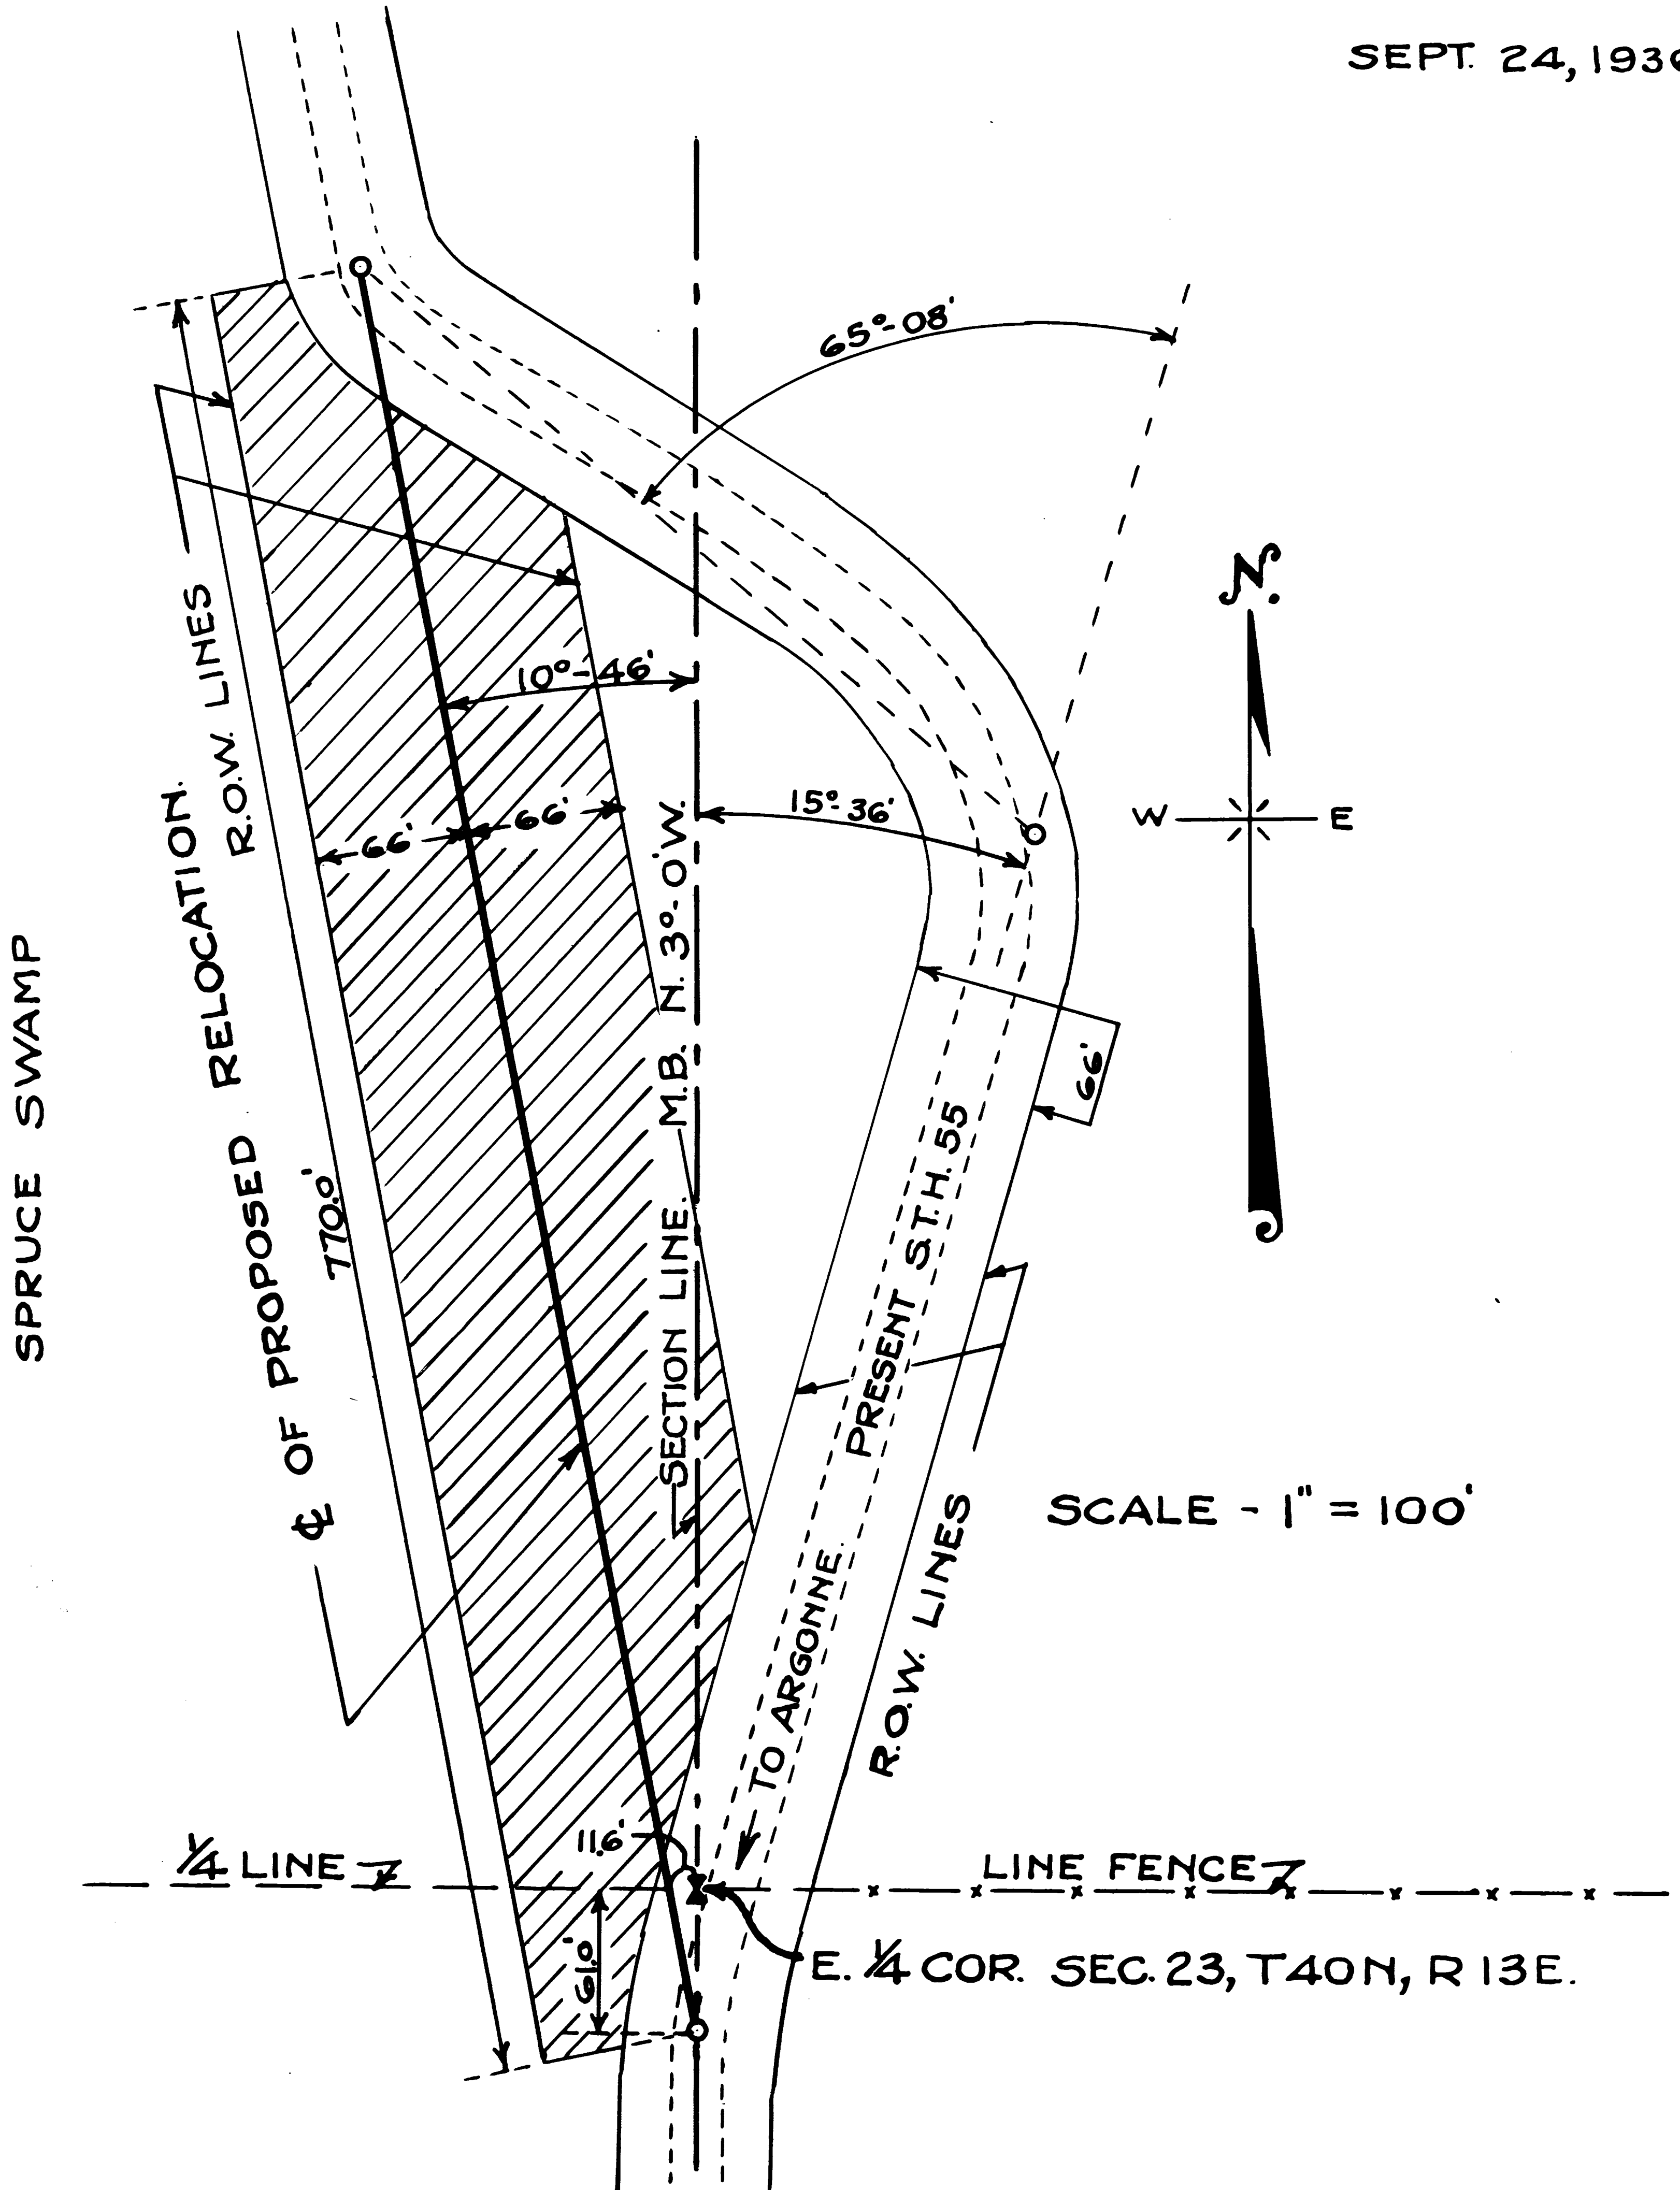 SEPT. 24, 193
65°-08'
N.
W
E
10°-46'
15°-36'
66'
66'
R.O.W. LINES
R.O.W. LINES
℄ OF PROPOSED RELOCATION.
770.0'
SPRUCE SWAMP
SECTION LINE. M.B. N. 3°-0'W.
66'
PRESENT S.T.H. 55
TO ARGONNE.
R.O.W. LINES
SCALE - 1" = 100'
11.6'
¼ LINE
LINE FENCE
61.0'
E. ¼ COR. SEC. 23, T40N, R 13E.